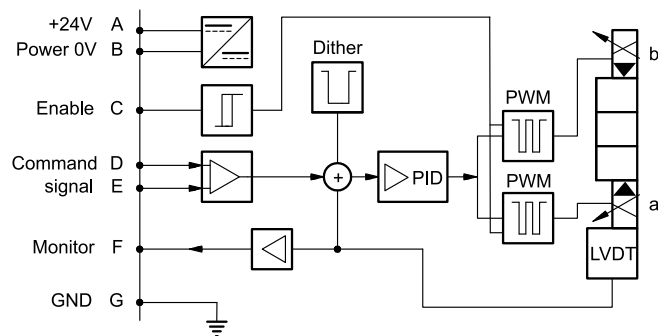 +24V A
Power 0V B
Dither
b
Enable C
PWM
Command D
signal E
PID
PWM
a
Monitor F
LVDT
GND G